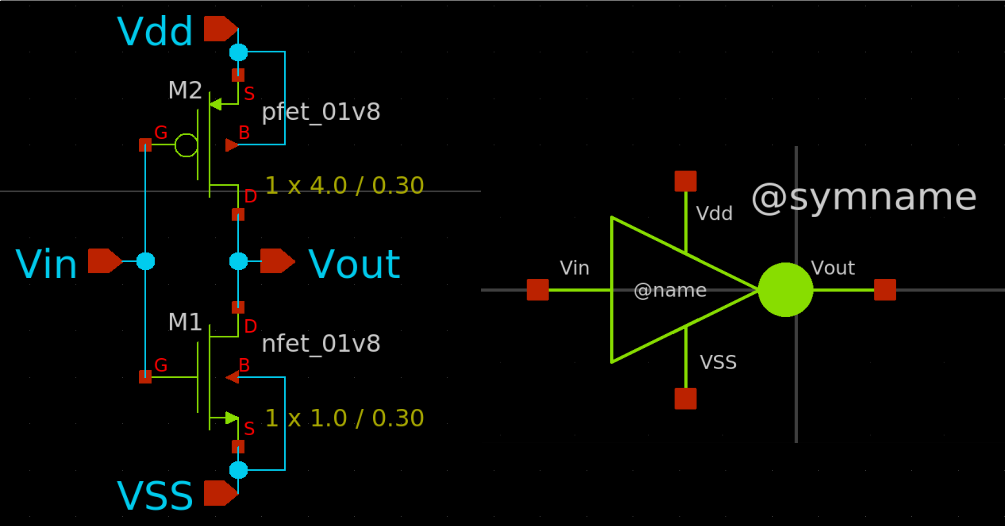 Vdd
M2
S
pfet_01v8
G
B
1 x 4.0 / 0.30
D
Vin
Vout
M1
D
nfet_01v8
G
B
1 x 1.0 / 0.30
S
VSS
@symname
Vdd
Vin
@name
Vout
VSS